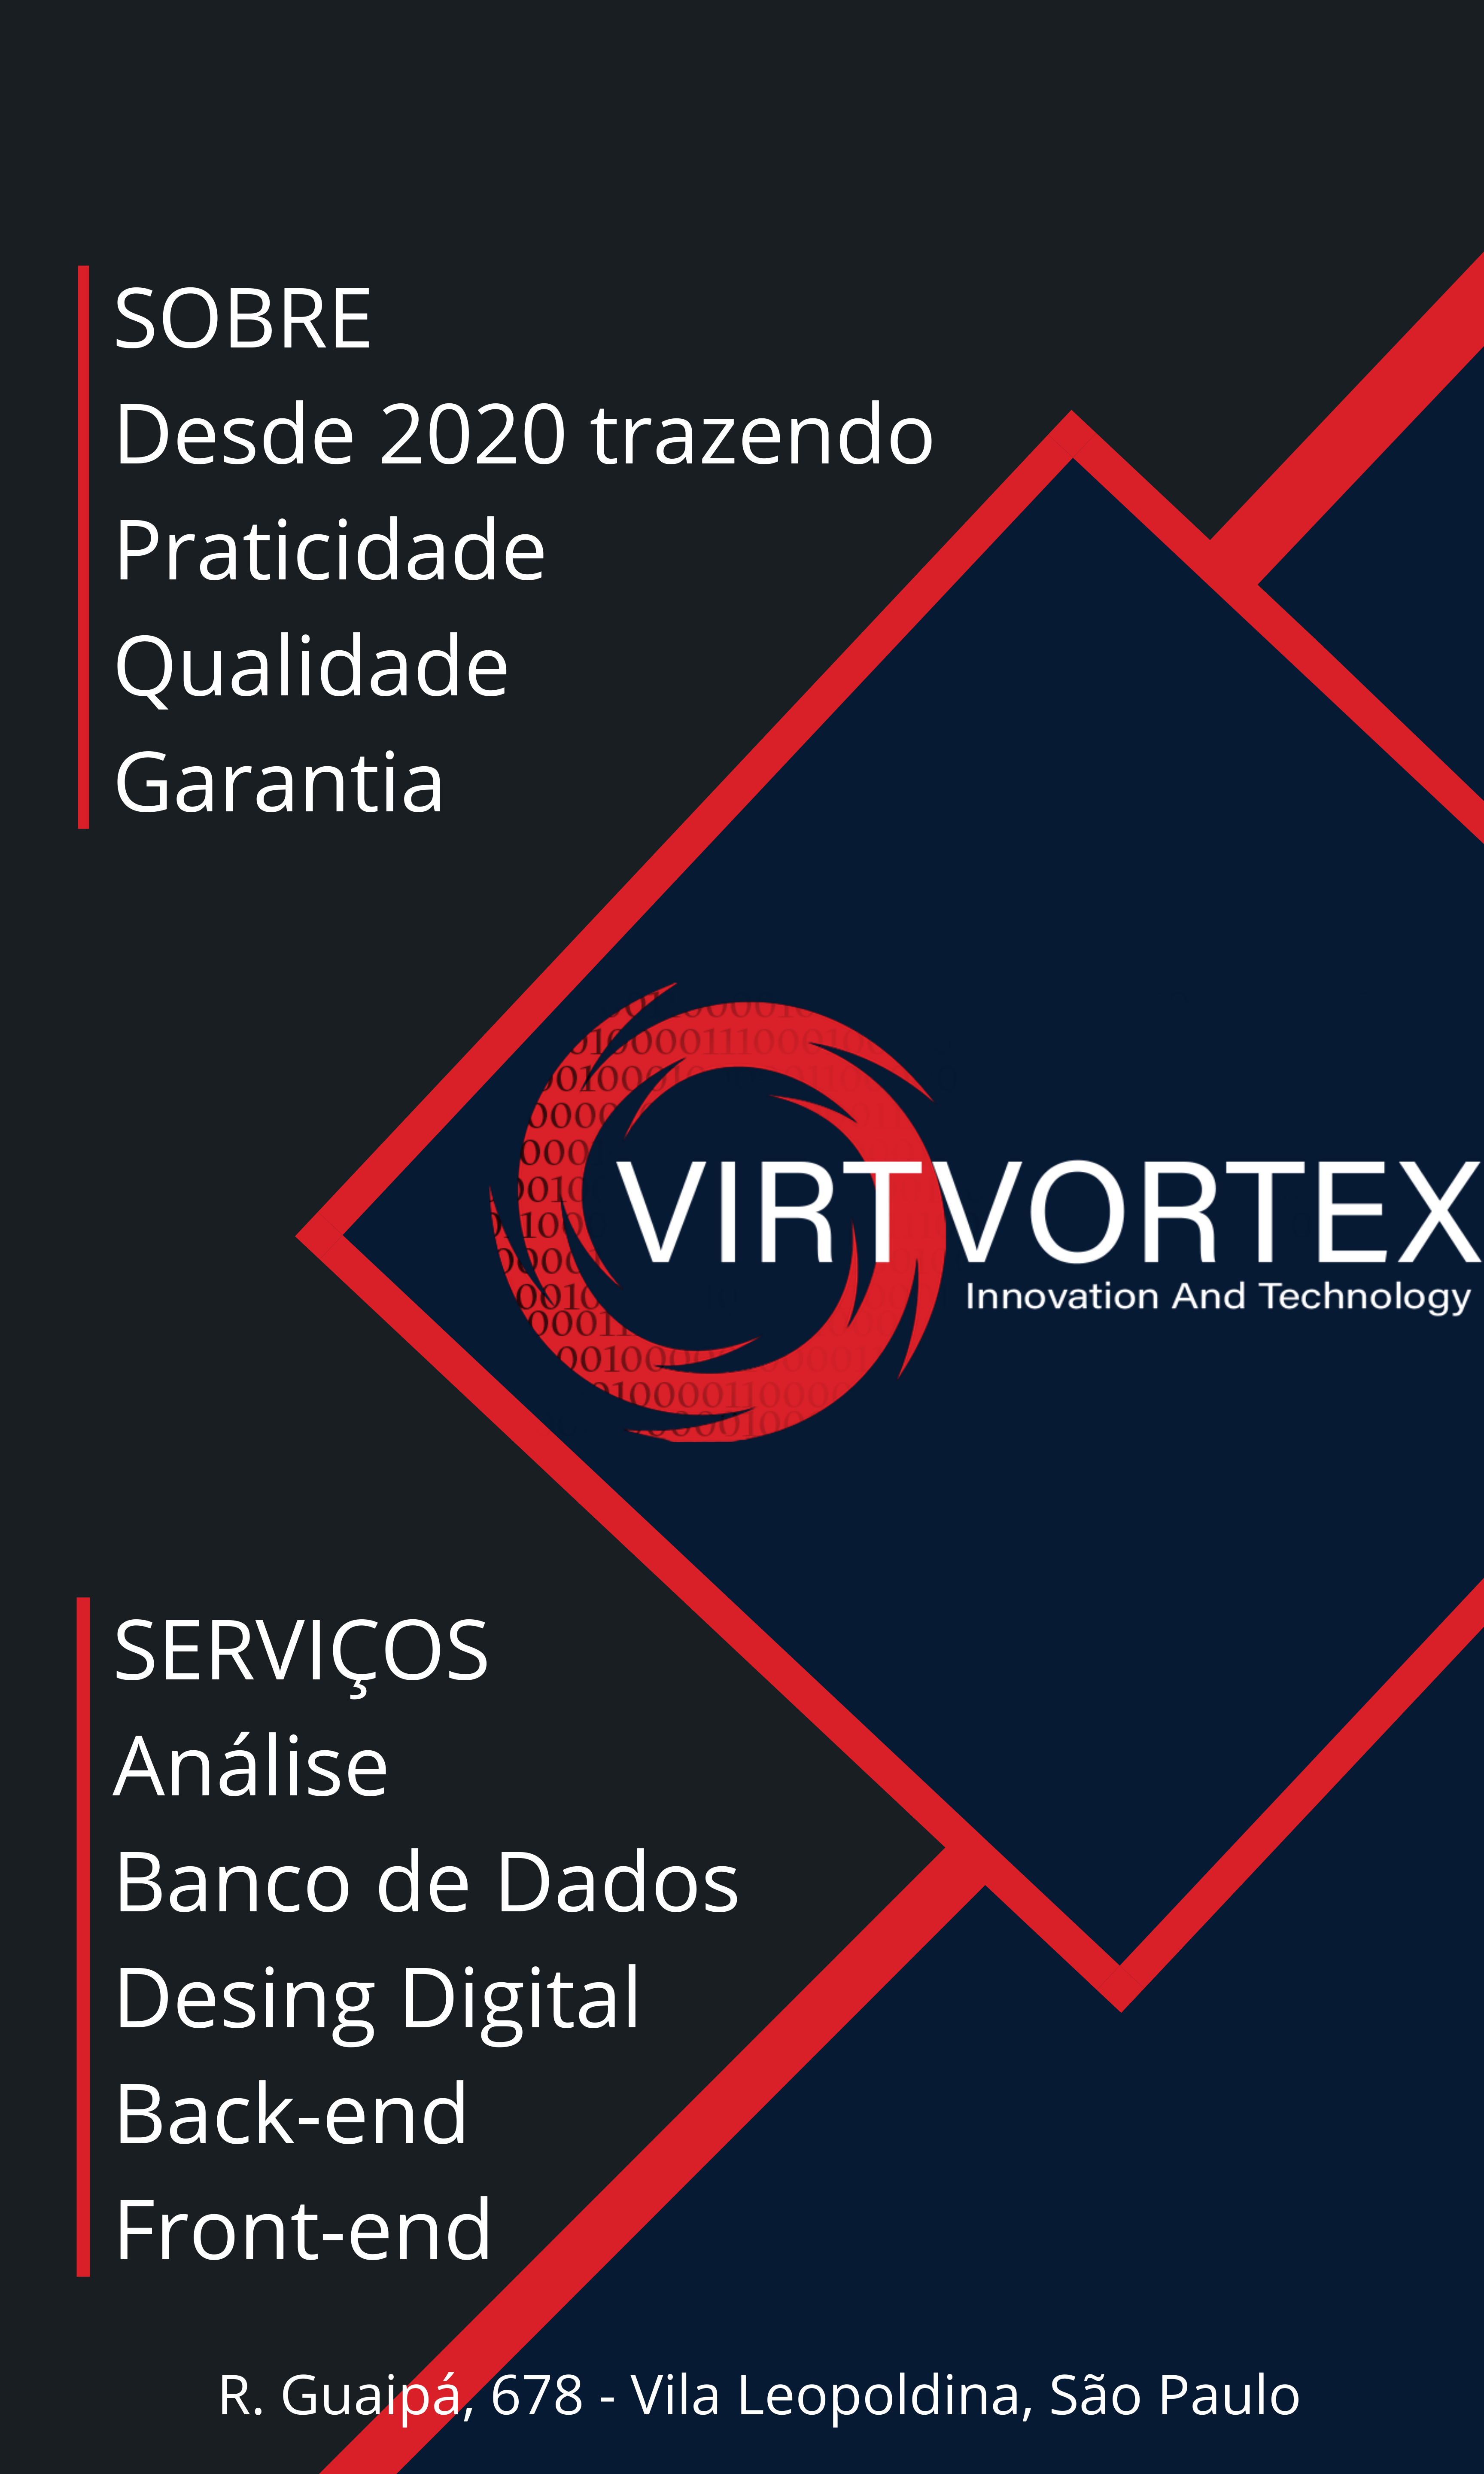 SOBRE
Desde 2020 trazendo
Praticidade
Qualidade
Garantia
VIRTVORTEX
Innovation And Technology
SERVIÇOS
Análise
Banco de Dados
Desing Digital
Back-end
Front-end
R. Guaipá, 678 - Vila Leopoldina, São Paulo